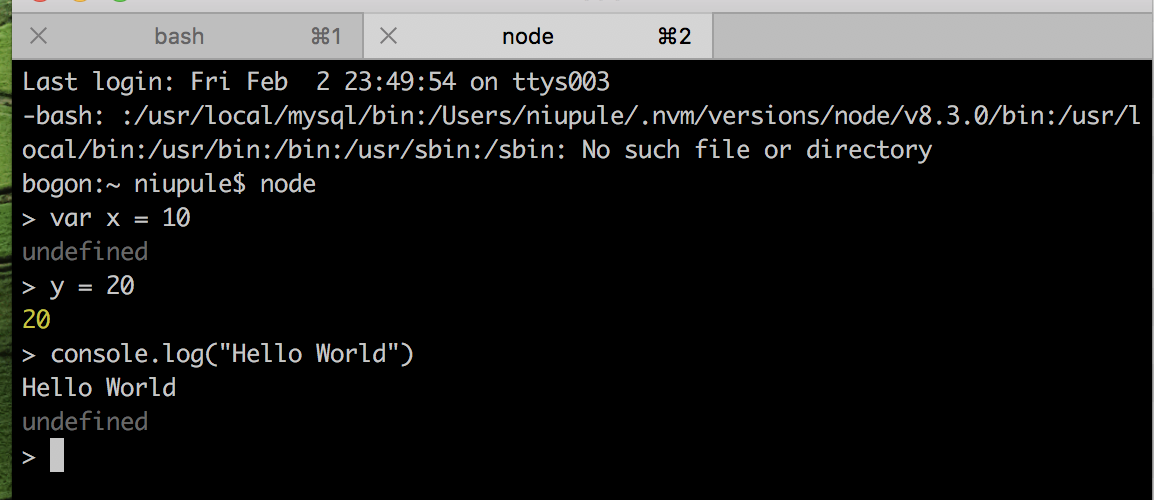 bash ⌘1 node ⌘2
Last login: Fri Feb  2 23:49:54 on ttys003
-bash: :/usr/local/mysql/bin:/Users/niupule/.nvm/versions/node/v8.3.0/bin:/usr/l
ocal/bin:/usr/bin:/bin:/usr/sbin:/sbin: No such file or directory
bogon:~ niupule$ node
> var x = 10
undefined
> y = 20
20
> console.log("Hello World")
Hello World
undefined
>